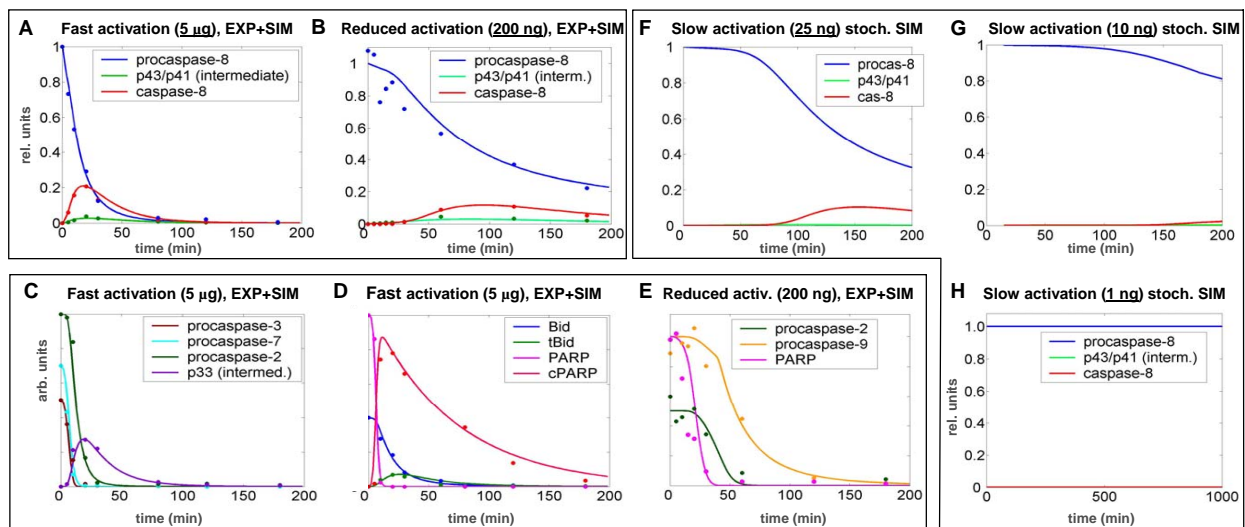 A Fast activation (5 μg), EXP+SIM
procaspase-8
p43/p41 (intermediate)
caspase-8
rel. units
1
0.8
0.6
0.4
0.2
0
0 50 100 150 200
time (min)
B Reduced activation (200 ng), EXP+SIM
procaspase-8
p43/p41 (interm.)
caspase-8
1
0.8
0.6
0.4
0.2
0
0 50 100 150 200
time (min)
F Slow activation (25 ng) stoch. SIM
procas-8
p43/p41
cas-8
1
0.8
0.6
0.4
0.2
0
0 50 100 150 200
time (min)
G Slow activation (10 ng) stoch. SIM
1
0.8
0.6
0.4
0.2
0
0 50 100 150 200
time (min)
C Fast activation (5 μg), EXP+SIM
procaspase-3
procaspase-7
procaspase-2
p33 (intermed.)
arb. units
0 50 100 150 200
time (min)
D Fast activation (5 μg), EXP+SIM
Bid
tBid
PARP
cPARP
0
0 50 100 150 200
time (min)
E Reduced activ. (200 ng), EXP+SIM
procaspase-2
procaspase-9
PARP
0 50 100 150 200
time (min)
H Slow activation (1 ng) stoch. SIM
procaspase-8
p43/p41 (interm.)
caspase-8
rel. units
1.0
0.8
0.6
0.4
0.2
0
0 500 1000
time (min)